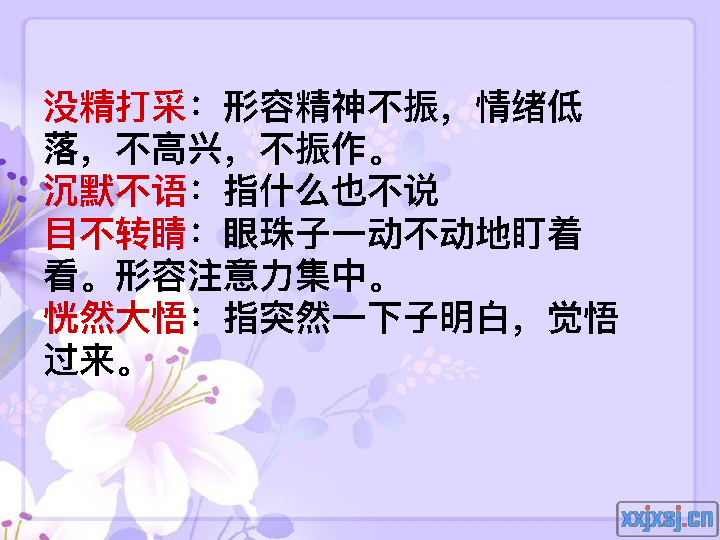 没精打采：形容精神不振，情绪低
落，不高兴，不振作。
沉默不语：指什么也不说
目不转睛：眼珠子一动不动地盯着
看。形容注意力集中。
恍然大悟：指突然一下子明白，觉悟
过来。
xxjxsj.cn